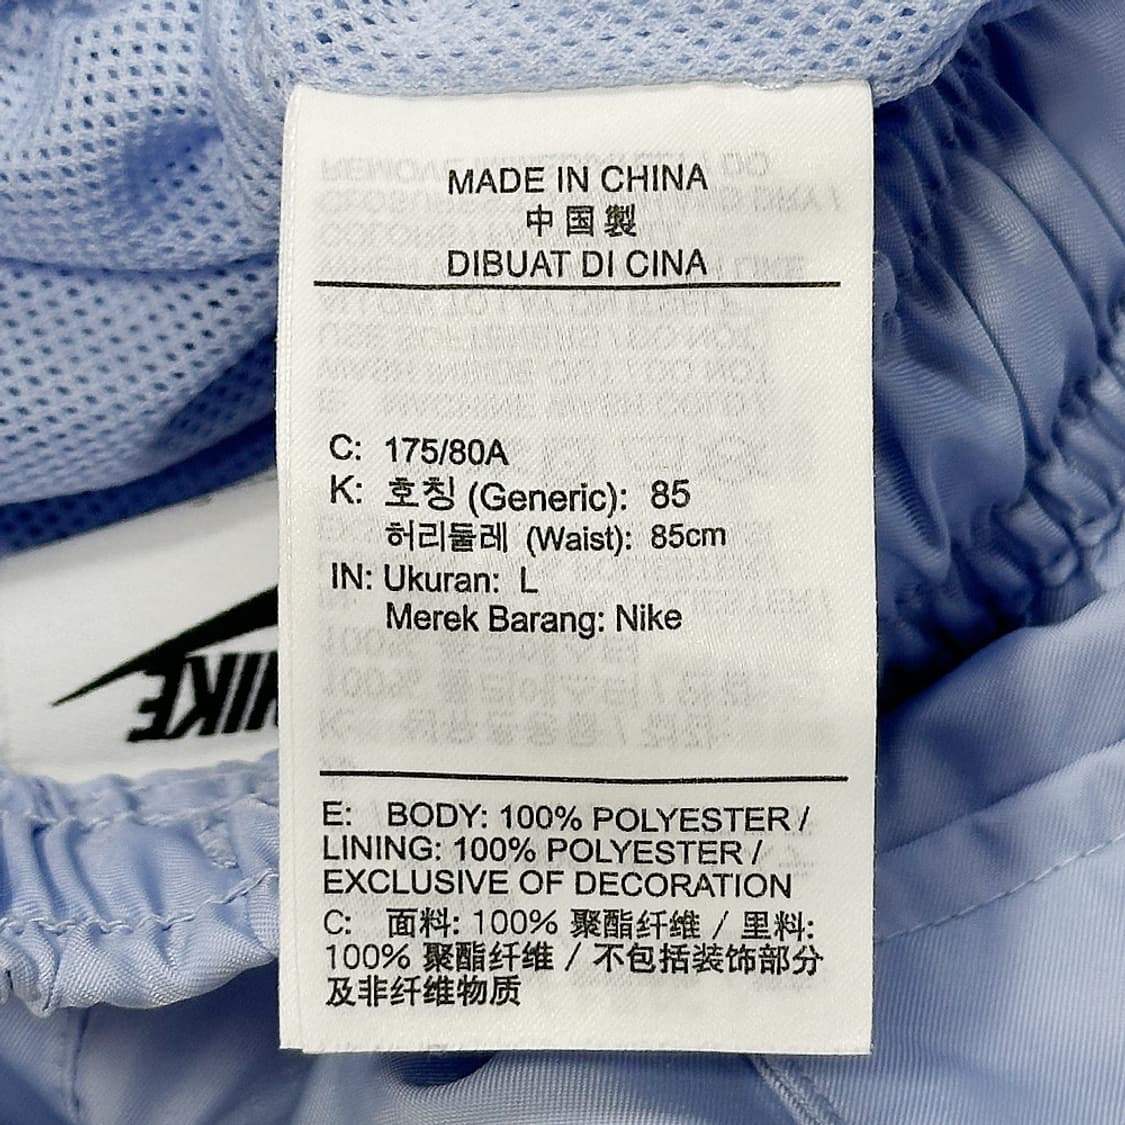 MADE IN CHINA
中国製
DIBUAT DI CINA
C: 175/80A
K: 호칭 (Generic): 85
허리둘레 (Waist): 85cm
IN: Ukuran: L
Merek Barang: Nike
E: BODY: 100% POLYESTER /
LINING: 100% POLYESTER /
EXCLUSIVE OF DECORATION
C: 面料: 100% 聚酯纤维 / 里料:
100% 聚酯纤维 / 不包括装饰部分
及非纤维物质
NIKE